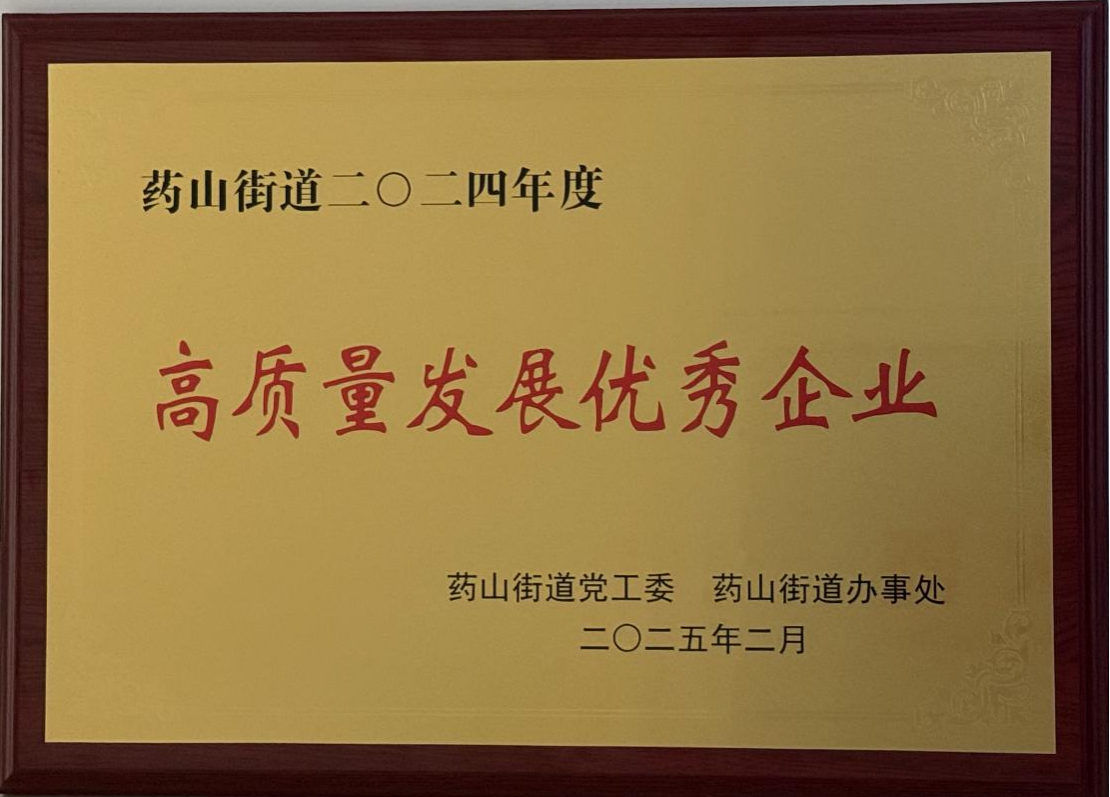 药山街道二〇二四年度
高质量发展优秀企业
药山街道党工委 药山街道办事处
二〇二五年二月